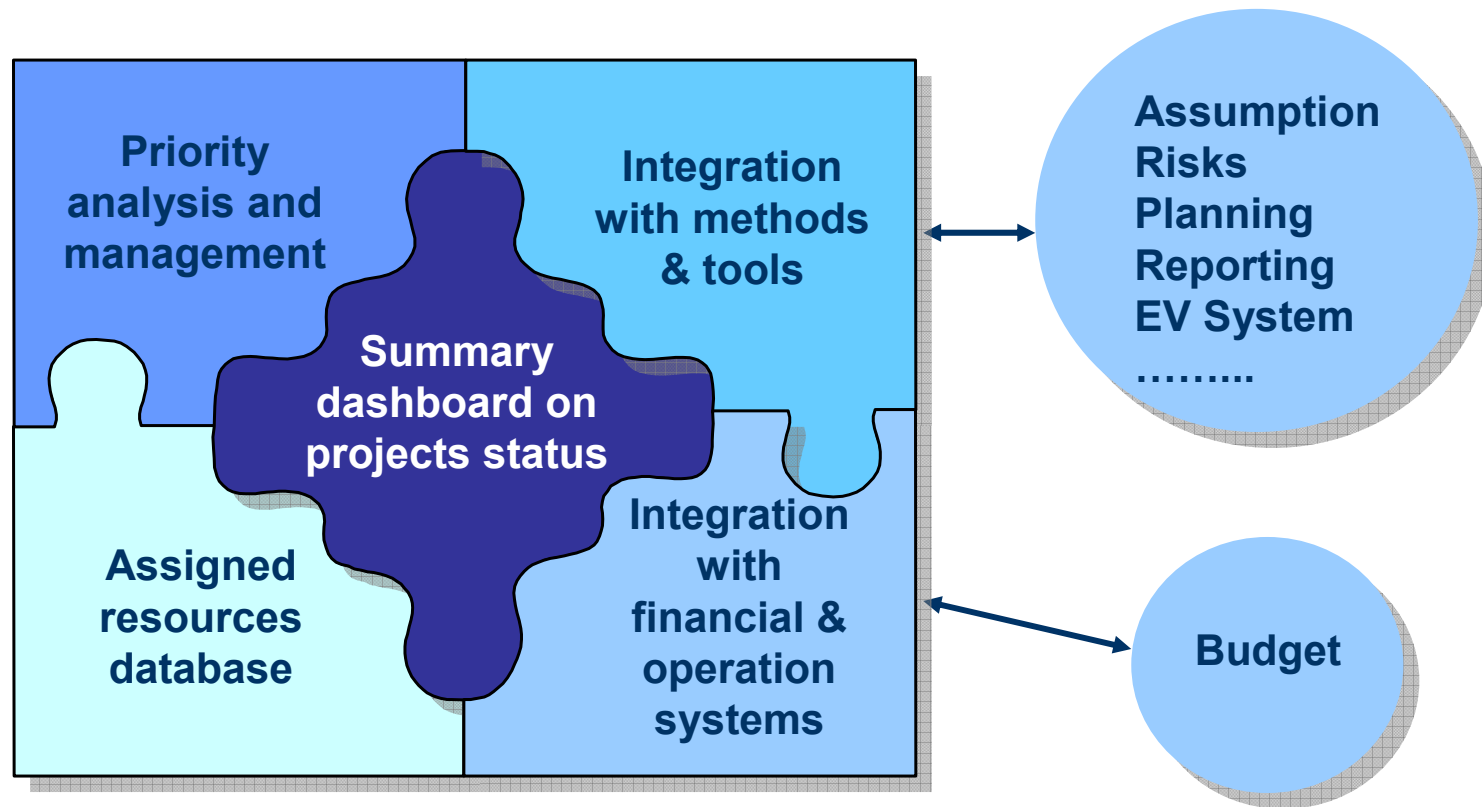 Priority
analysis and
management
Integration
with methods
& tools
Summary
dashboard on
projects status
Assigned
resources
database
Integration
with
financial &
operation
systems
Assumption
Risks
Planning
Reporting
EV System
……...
Budget